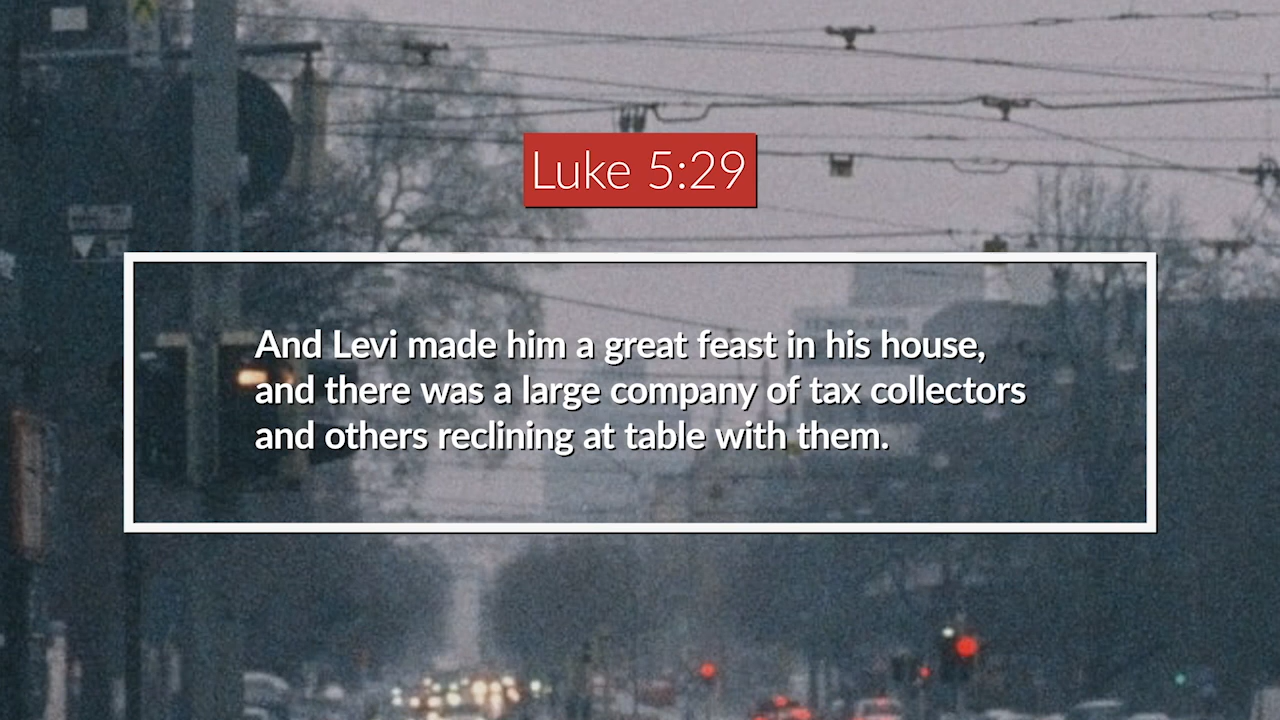 Luke 5:29
And Levi made him a great feast in his house,
and there was a large company of tax collectors
and others reclining at table with them.